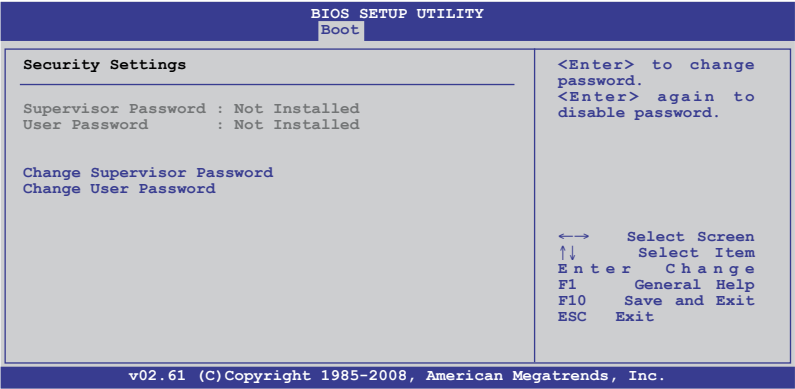 BIOS SETUP UTILITY
Boot
Security Settings
Supervisor Password : Not Installed
User Password : Not Installed
Change Supervisor Password
Change User Password
<Enter> to change
password.
<Enter> again to
disable password.
←→ Select Screen
↑↓ Select Item
Enter Change
F1 General Help
F10 Save and Exit
ESC Exit
v02.61 (C)Copyright 1985-2008, American Megatrends, Inc.